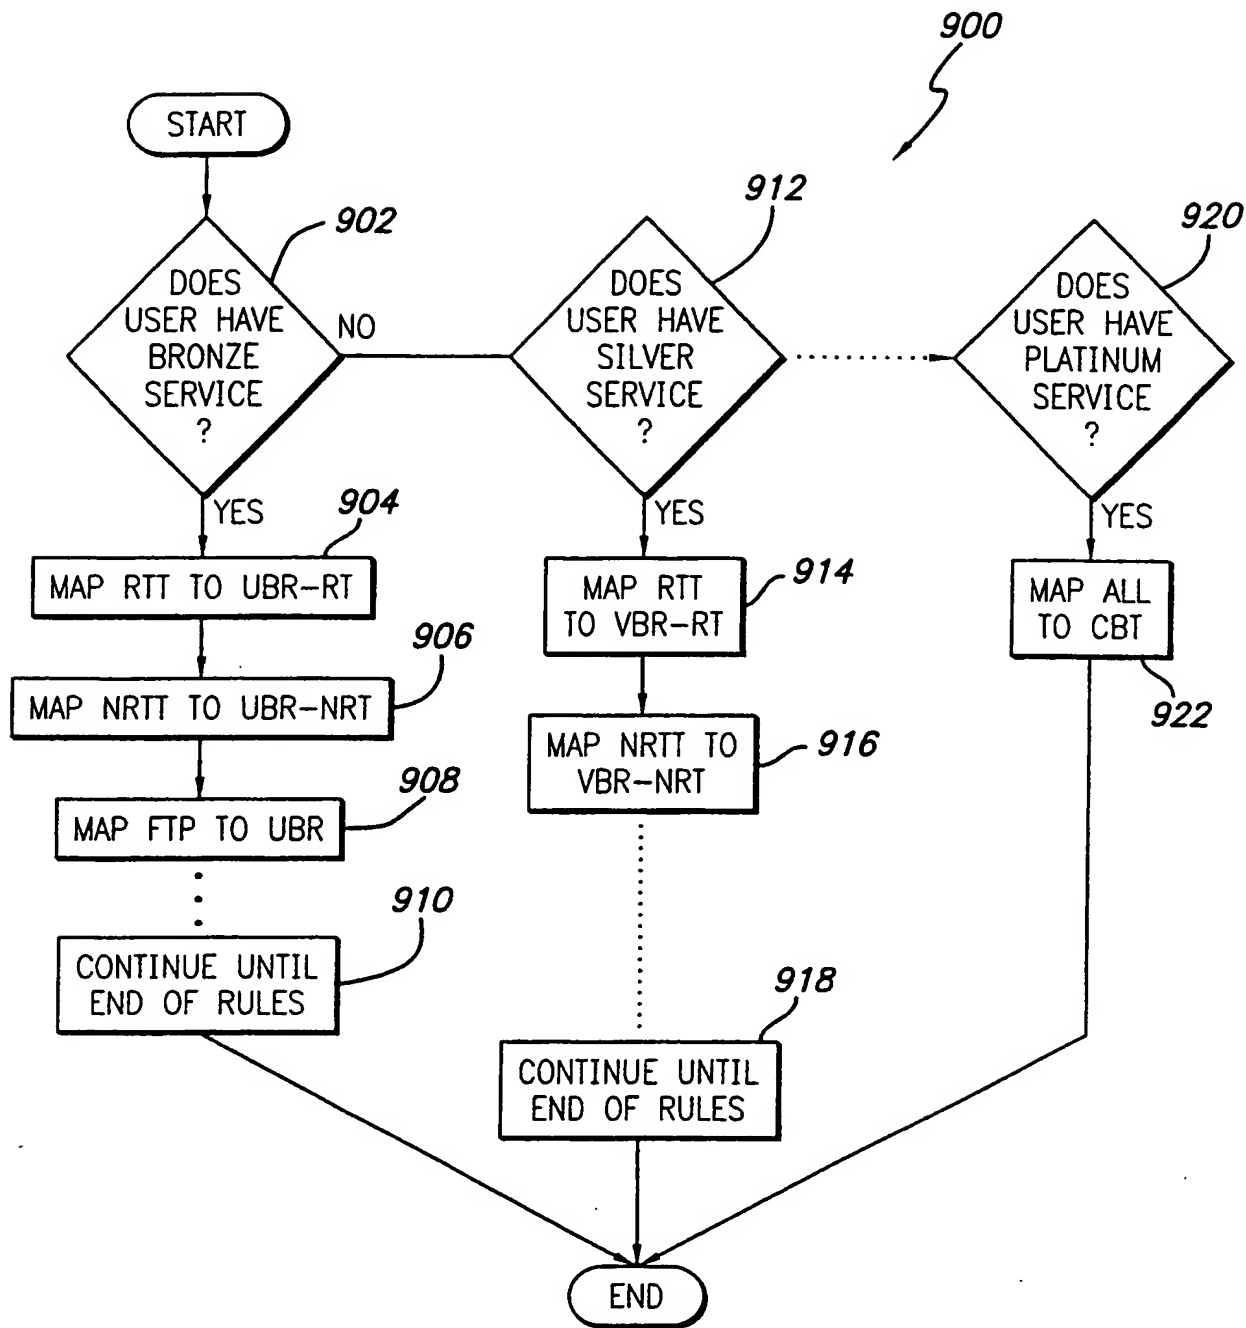 900
START
902
DOES
USER HAVE
BRONZE
SERVICE
?
NO
YES
904
MAP RTT TO UBR-RT
906
MAP NRTT TO UBR-NRT
908
MAP FTP TO UBR
910
CONTINUE UNTIL
END OF RULES
912
DOES
USER HAVE
SILVER
SERVICE
?
YES
914
MAP RTT
TO VBR-RT
916
MAP NRTT TO
VBR-NRT
918
CONTINUE UNTIL
END OF RULES
920
DOES
USER HAVE
PLATINUM
SERVICE
?
YES
MAP ALL
TO CBT
922
END